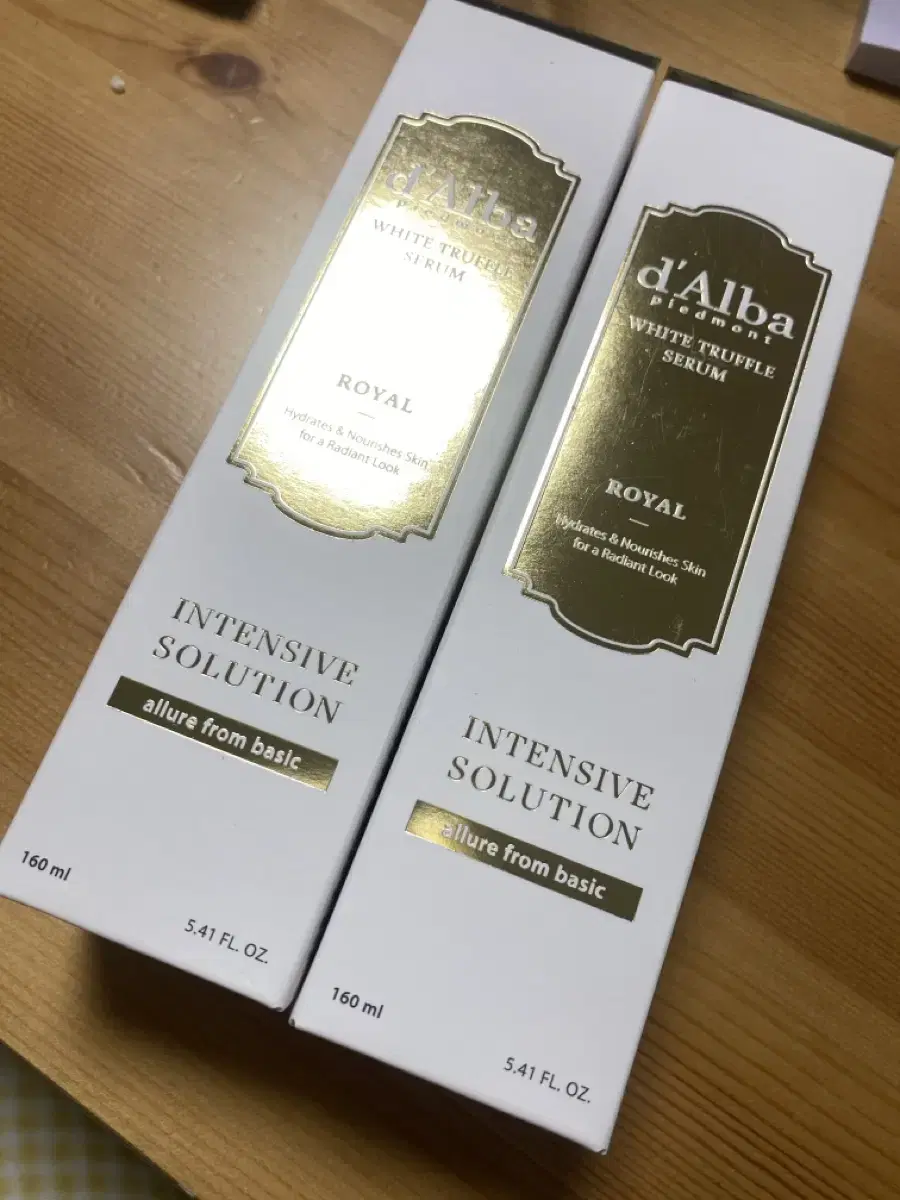 d'Alba
Piedmont
WHITE TRUFFLE
SERUM
ROYAL
Hydrates & Nourishes Skin
for a Radiant Look
INTENSIVE
SOLUTION
allure from basic
160 ml
5.41 FL. OZ.
d'Alba
Piedmont
WHITE TRUFFLE
SERUM
ROYAL
Hydrates & Nourishes Skin
for a Radiant Look
INTENSIVE
SOLUTION
allure from basic
160 ml
5.41 FL. OZ.